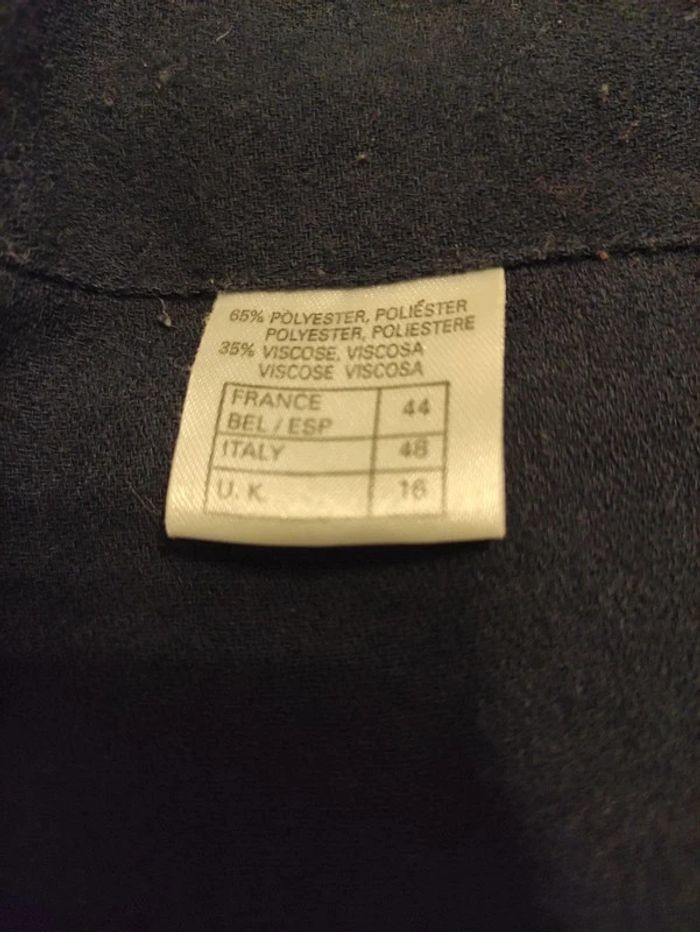 65% POLYESTER, POLIÉSTER
POLYESTER, POLIESTERE
35% VISCOSE, VISCOSA
VISCOSE VISCOSA
FRANCE
BEL / ESP 44
ITALY 48
U. K. 16